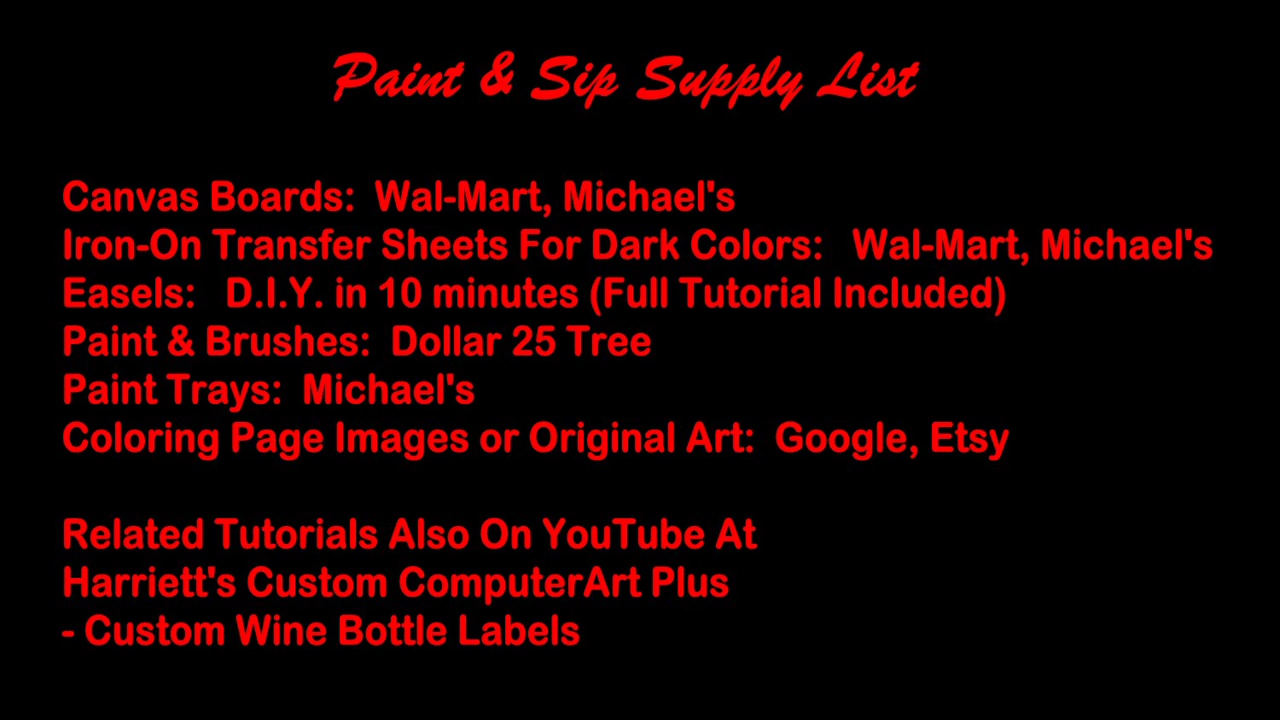 Paint & Sip Supply List
Canvas Boards: Wal-Mart, Michael's
Iron-On Transfer Sheets For Dark Colors: Wal-Mart, Michael's
Easels: D.I.Y. in 10 minutes (Full Tutorial Included)
Paint & Brushes: Dollar 25 Tree
Paint Trays: Michael's
Coloring Page Images or Original Art: Google, Etsy
Related Tutorials Also On YouTube At
Harriett's Custom ComputerArt Plus
- Custom Wine Bottle Labels